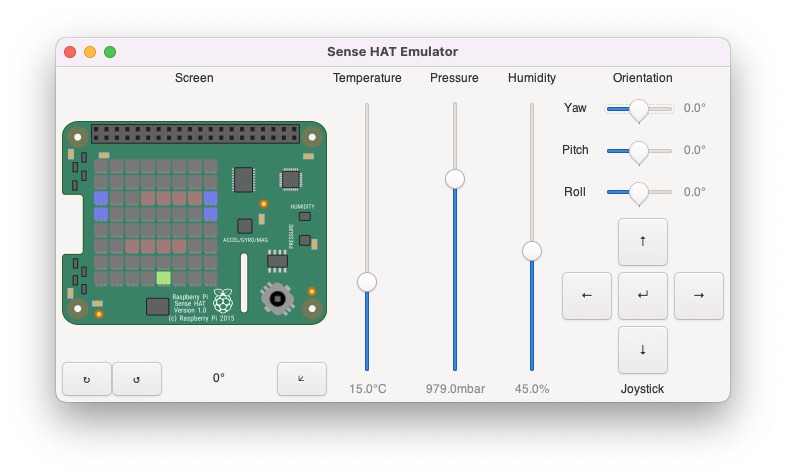 Sense HAT Emulator
Screen
Temperature
Pressure
Humidity
Orientation
Yaw
0.0°
Pitch
0.0°
Roll
0.0°
HUMIDITY
PRESSURE
ACCEL/GYRO/MAG
Raspberry Pi
Sense HAT
Version 1.0
(c) Raspberry Pi 2015
↑
←
↵
→
↓
↻
↺
0°
15.0°C
979.0mbar
45.0%
Joystick